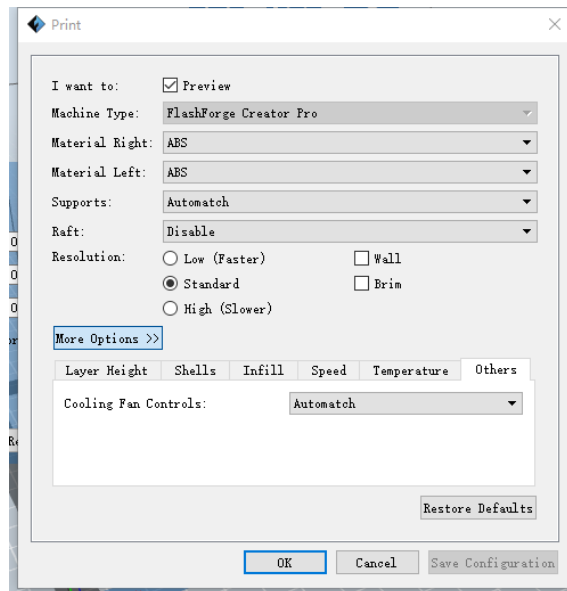 Print
I want to: Preview
Machine Type: FlashForge Creator Pro
Material Right: ABS
Material Left: ABS
Supports: Automatch
Raft: Disable
Resolution: Low (Faster) Wall
Standard Brim
High (Slower)
More Options >>
Layer Height Shells Infill Speed Temperature Others
Cooling Fan Controls: Automatch
Restore Defaults
OK Cancel Save Configuration